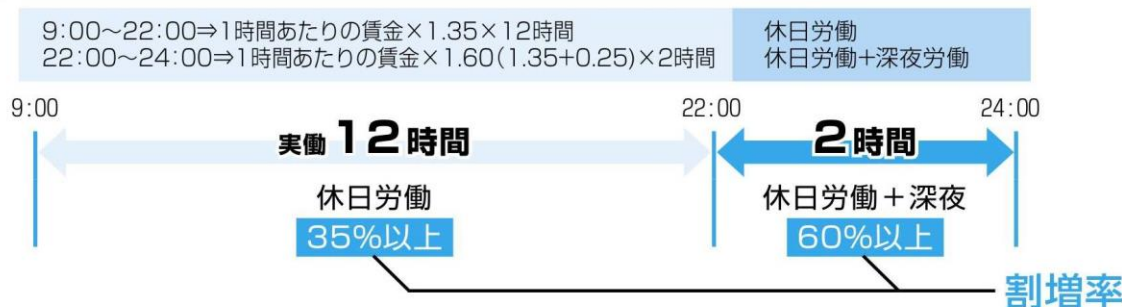 9:00～22:00⇒1時間あたりの賃金×1.35×12時間 休日労働
22:00～24:00⇒1時間あたりの賃金×1.60(1.35+0.25)×2時間 休日労働+深夜労働
9:00 22:00 24:00
実働12時間 2時間
休日労働 休日労働＋深夜
35%以上 60%以上
割増率